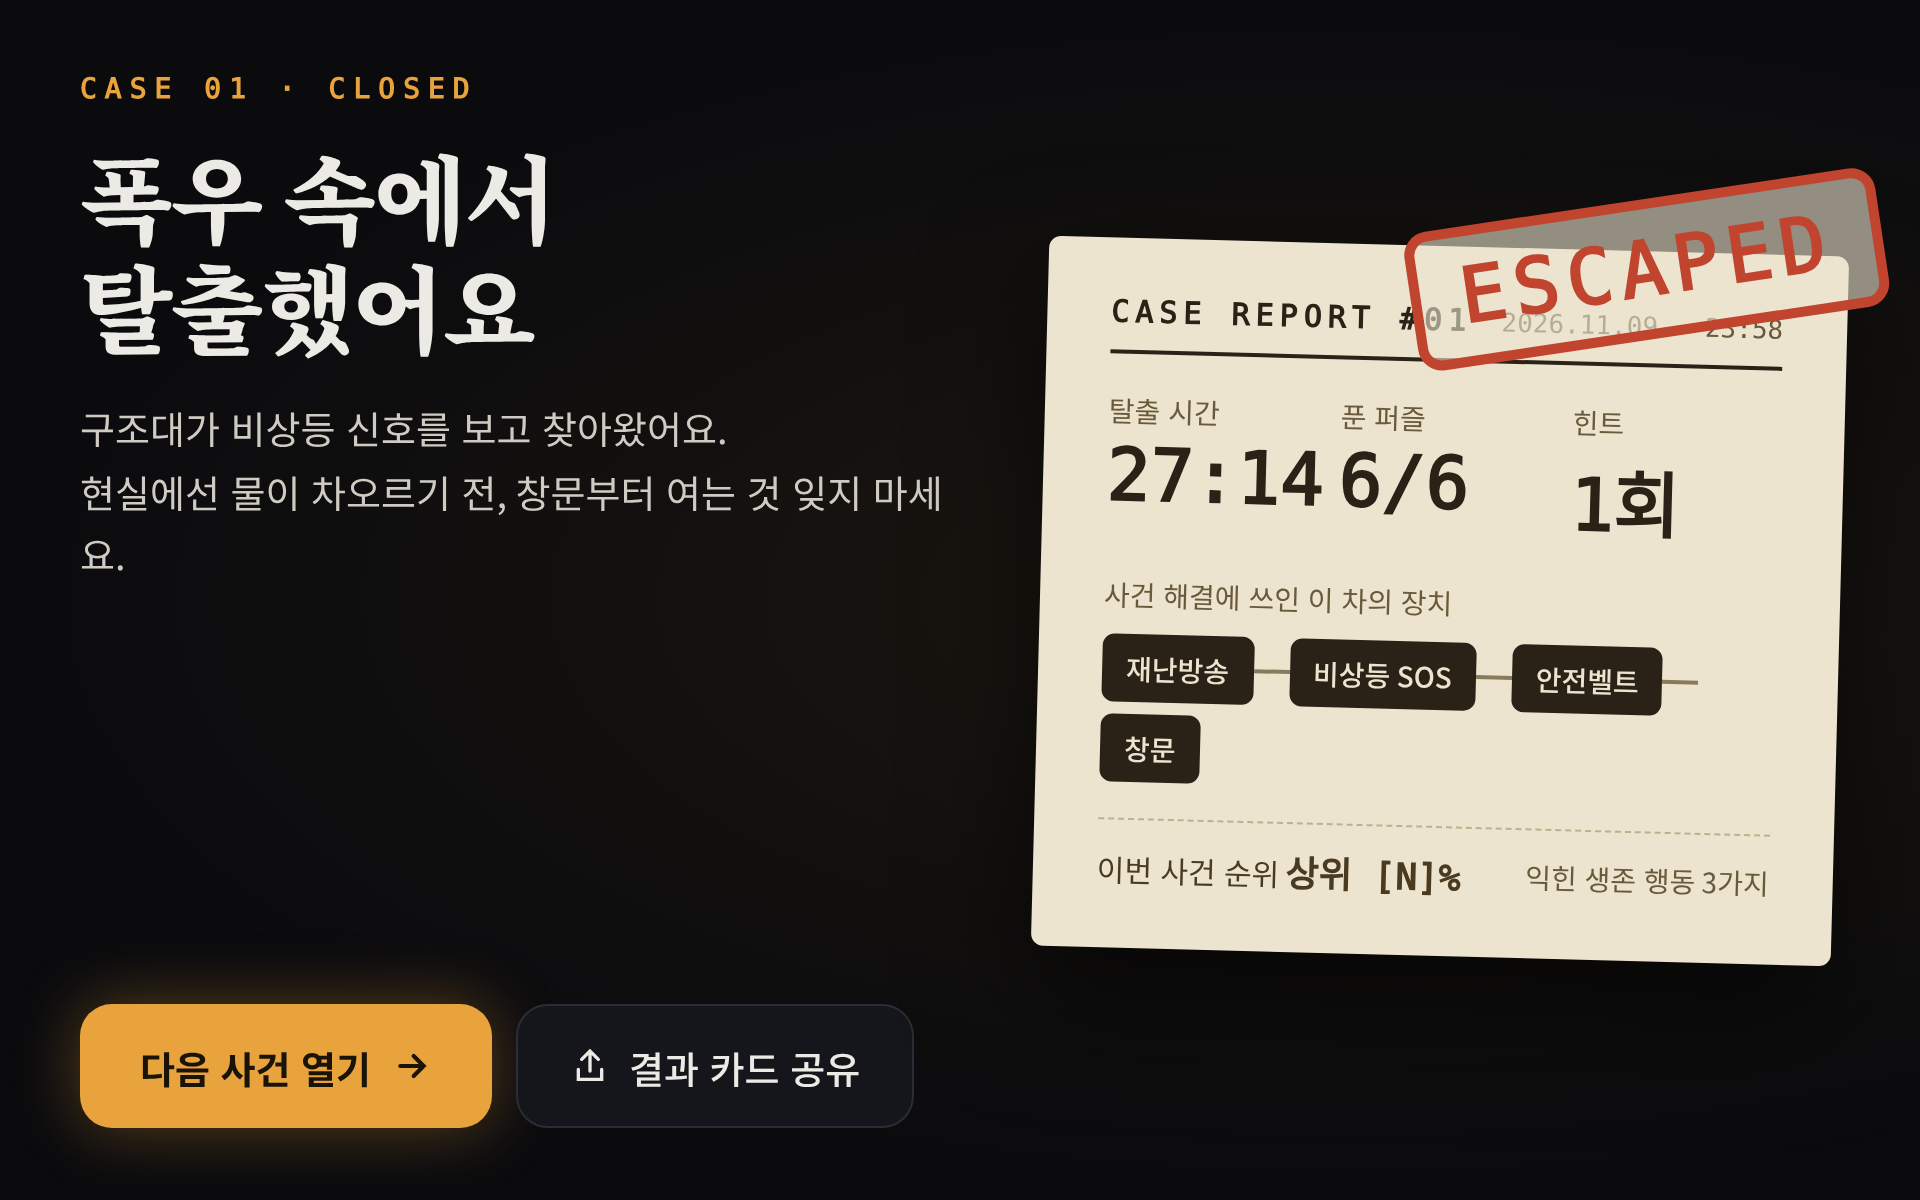 CASE 01 · CLOSED
폭우 속에서
탈출했어요
구조대가 비상등 신호를 보고 찾아왔어요.
현실에선 물이 차오르기 전, 창문부터 여는 것 잊지 마세
요.
다음 사건 열기 →
결과 카드 공유
ESCAPED
CASE REPORT #01 2026.11.09 23:58
탈출 시간 푼 퍼즐 힌트
27:14 6/6 1회
사건 해결에 쓰인 이 차의 장치
재난방송 비상등 SOS 안전벨트
창문
이번 사건 순위 상위 [N]% 익힌 생존 행동 3가지